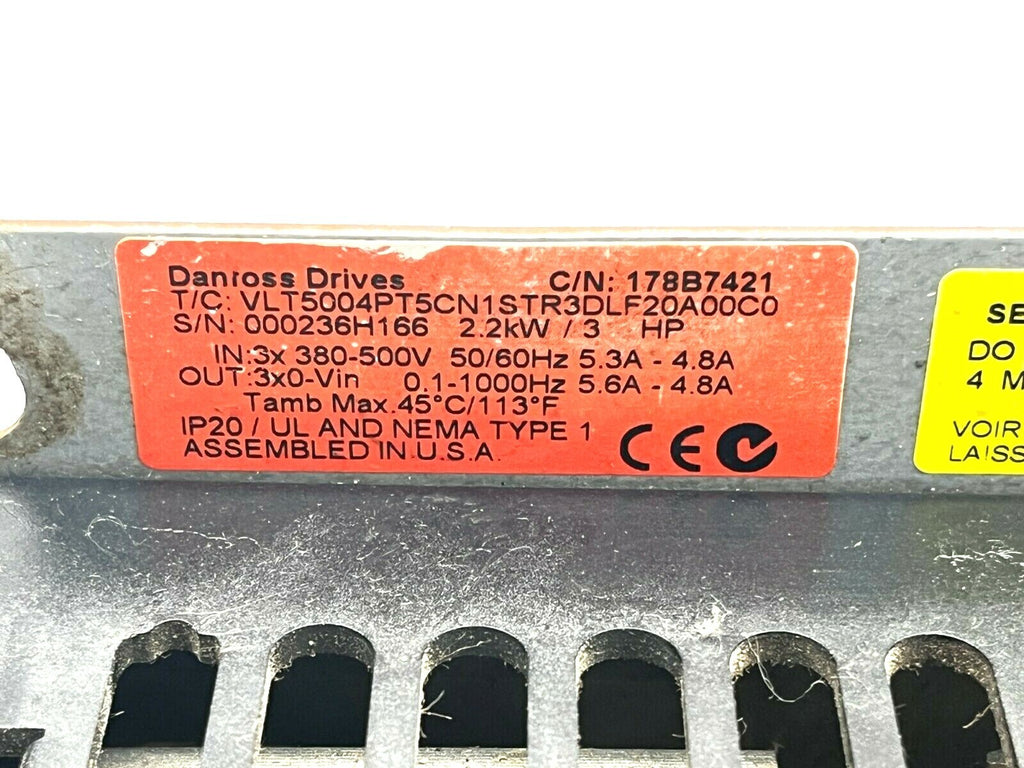 Danfoss Drives C/N: 178B7421
T/C: VLT5004PT5CN1STR3DLF20A00C0
S/N: 000236H166 2.2kW / 3 HP
IN:3x 380-500V 50/60Hz 5.3A - 4.8A
OUT:3x0-Vin 0.1-1000Hz 5.6A - 4.8A
Tamb Max.45°C/113°F
IP20 / UL AND NEMA TYPE 1
ASSEMBLED IN U.S.A.
CE
SE
DO
4 M
VOIR
LAISS